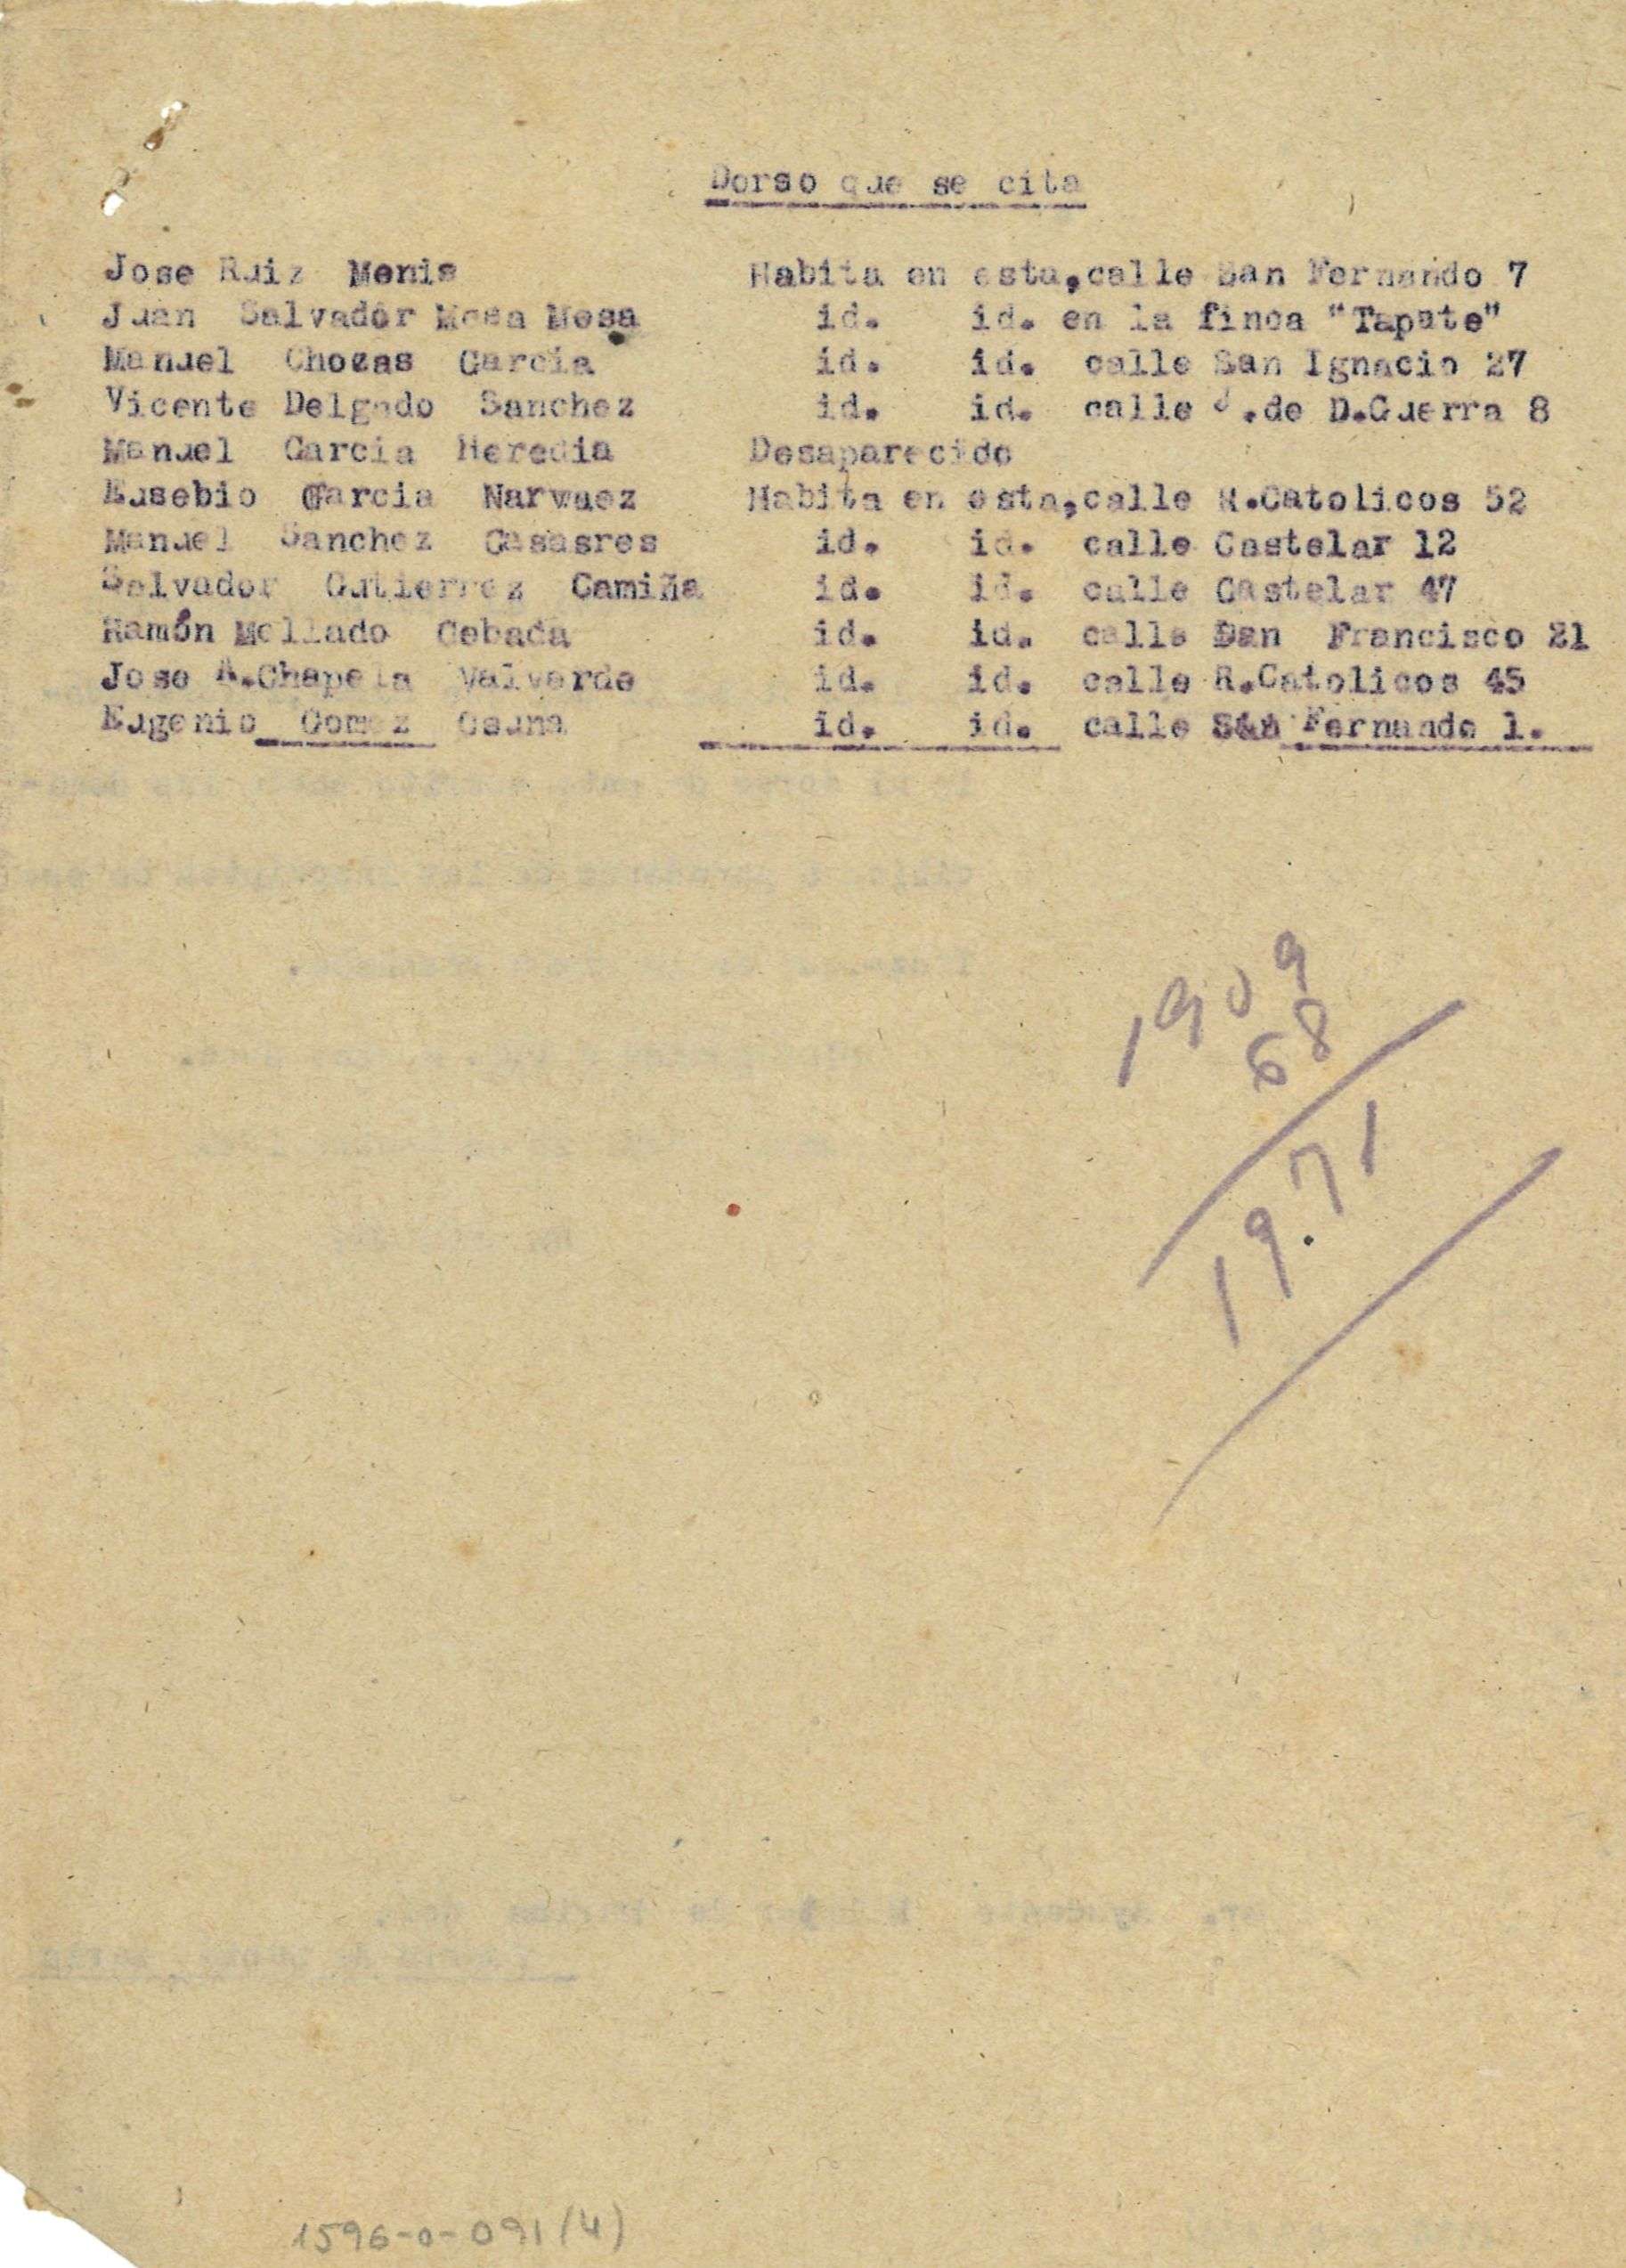 Dorso que se cita
Jose Ruiz Menis Habita en esta,calle San Fernando 7
Juan Salvador Mesa Mesa id. id. en la finca "Tapate"
Manuel Chozas Garcia id. id. calle San Ignacio 27
Vicente Delgado Sanchez id. id. calle .de D.Guerra 8
Manuel Garcia Heredia Desaparecido
Eusebio Garcia Narvaez Habita en esta,calle R.Catolicos 52
Manuel Sanchez Casasres id. id. calle Castelar 12
Salvador Gutierrez Camiña id. id. calle Castelar 47
Ramón Mellado Cebada id. id. calle San Francisco 21
Jose A.Chapela Valverde id. id. calle R.Catolicos 45
Eugenio Gomez Osuna id. id. calle San Fernando 1.
1909
68
19.71
1596-0-091(4)